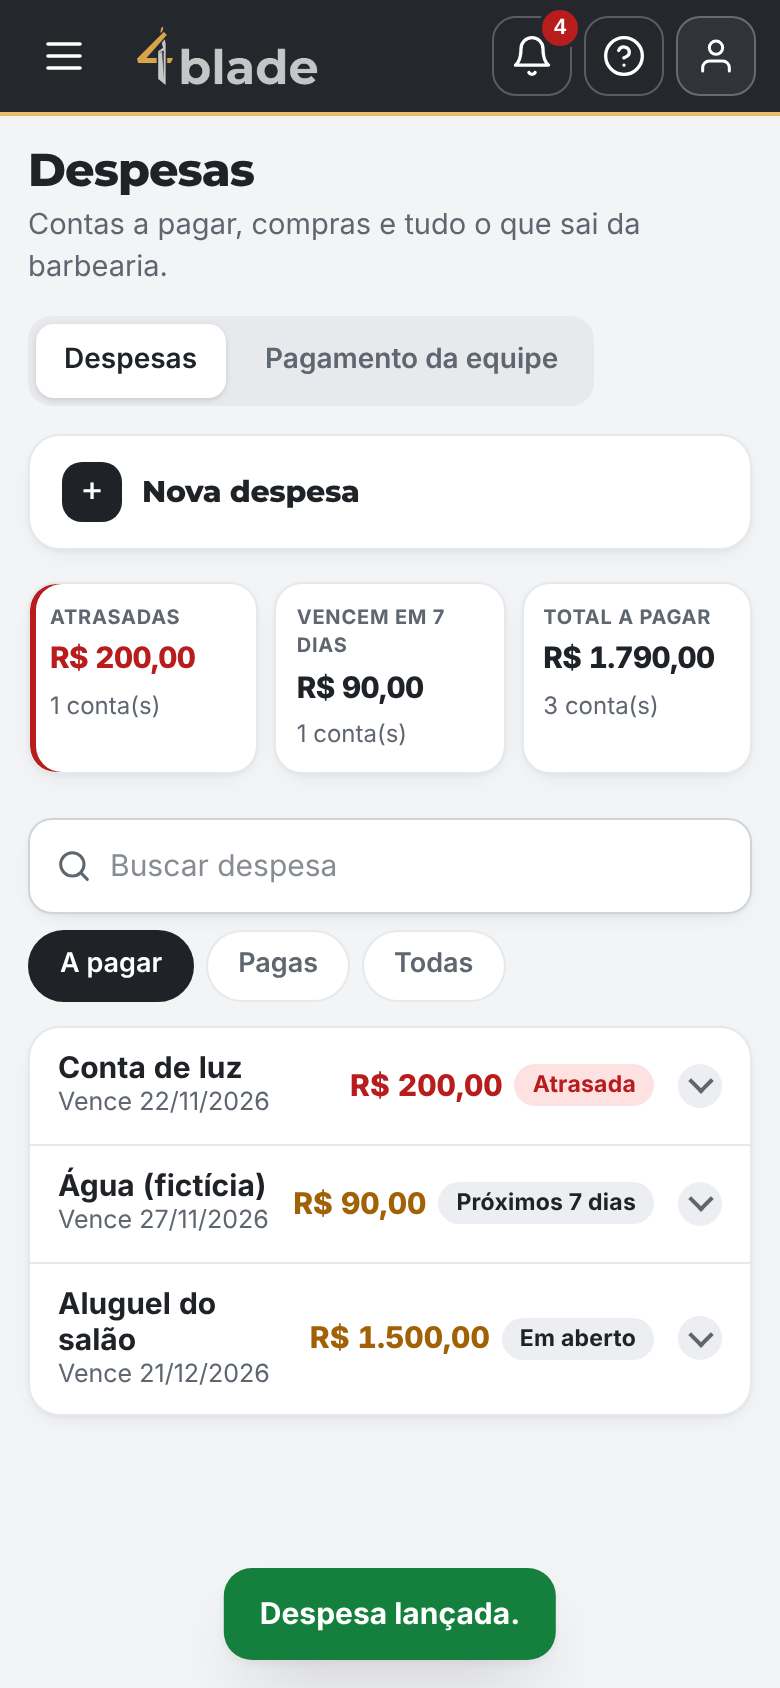 4blade
4
Despesas
Contas a pagar, compras e tudo o que sai da
barbearia.
Despesas
Pagamento da equipe
+ Nova despesa
ATRASADAS
R$ 200,00
1 conta(s)
VENCEM EM 7
DIAS
R$ 90,00
1 conta(s)
TOTAL A PAGAR
R$ 1.790,00
3 conta(s)
Buscar despesa
A pagar
Pagas
Todas
Conta de luz
Vence 22/11/2026
R$ 200,00
Atrasada
Água (fictícia)
Vence 27/11/2026
R$ 90,00
Próximos 7 dias
Aluguel do
salão
Vence 21/12/2026
R$ 1.500,00
Em aberto
Despesa lançada.